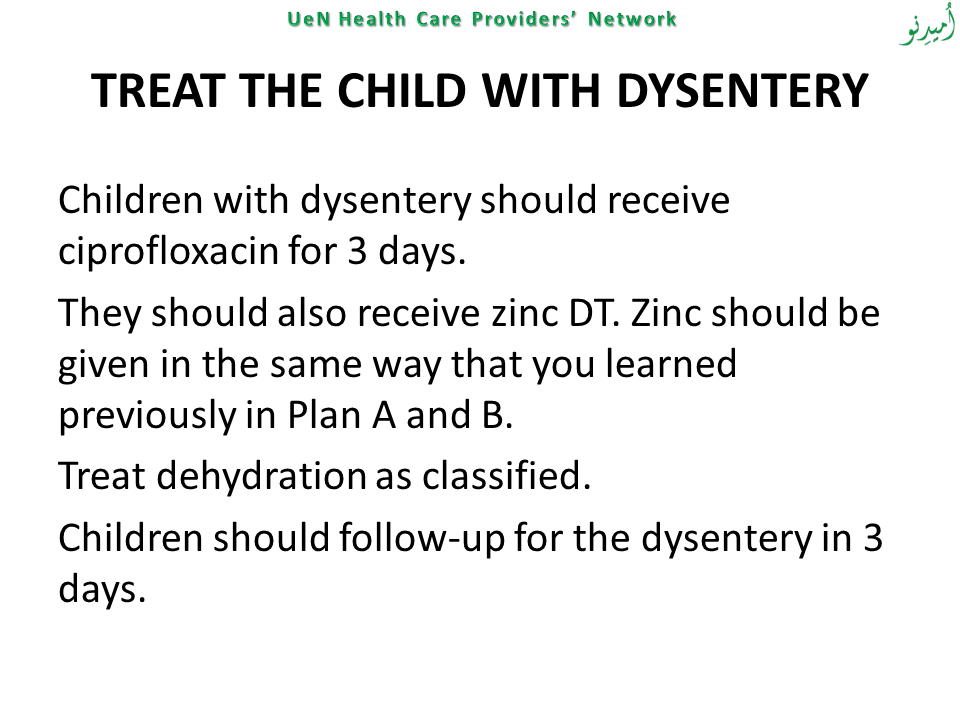 UeN Health Care Providers’ Network
اُمیدِنو
TREAT THE CHILD WITH DYSENTERY
Children with dysentery should receive
ciprofloxacin for 3 days.
They should also receive zinc DT. Zinc should be
given in the same way that you learned
previously in Plan A and B.
Treat dehydration as classified.
Children should follow-up for the dysentery in 3
days.